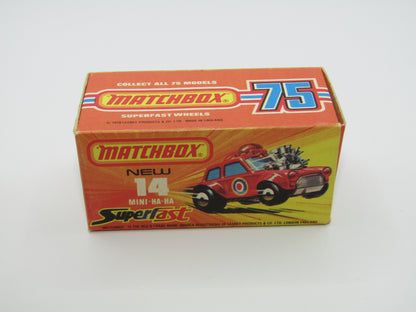 COLLECT ALL 75 MODELS
MATCHBOX
75
SUPERFAST WHEELS
MATCHBOX
NEW
14
MINI-HA-HA
Superfast